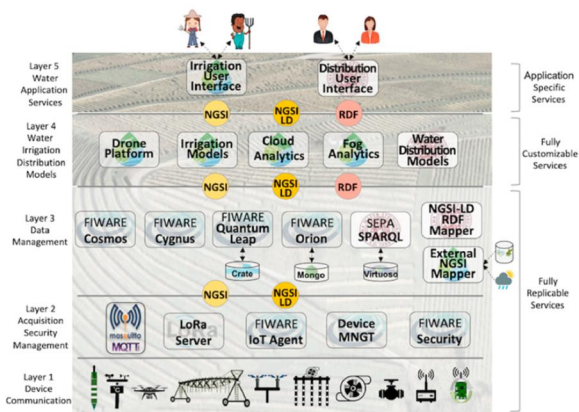 Layer 5
Water
Application
Services
Irrigation
User
Interface
Distribution
User
Interface
Application
Specific
Services
NGSI
NGSI
LD
RDF
Layer 4
Water
Irrigation
Distribution
Models
Drone
Platform
Irrigation
Models
Cloud
Analytics
Fog
Analytics
Water
Distribution
Models
Fully
Customizable
Services
NGSI
NGSI
LD
RDF
Layer 3
Data
Management
FIWARE
Cosmos
FIWARE
Cygnus
FIWARE
Quantum
Leap
FIWARE
Orion
SEPA
SPARQL
NGSI-LD
RDF
Mapper
External
NGSI
Mapper
Crate
Mongo
Virtuoso
Fully
Replicable
Services
NGSI
NGSI
LD
Layer 2
Acquisition
Security
Management
mosquitto
MQTT
LoRa
Server
FIWARE
IoT Agent
Device
MNGT
FIWARE
Security
Layer 1
Device
Communication